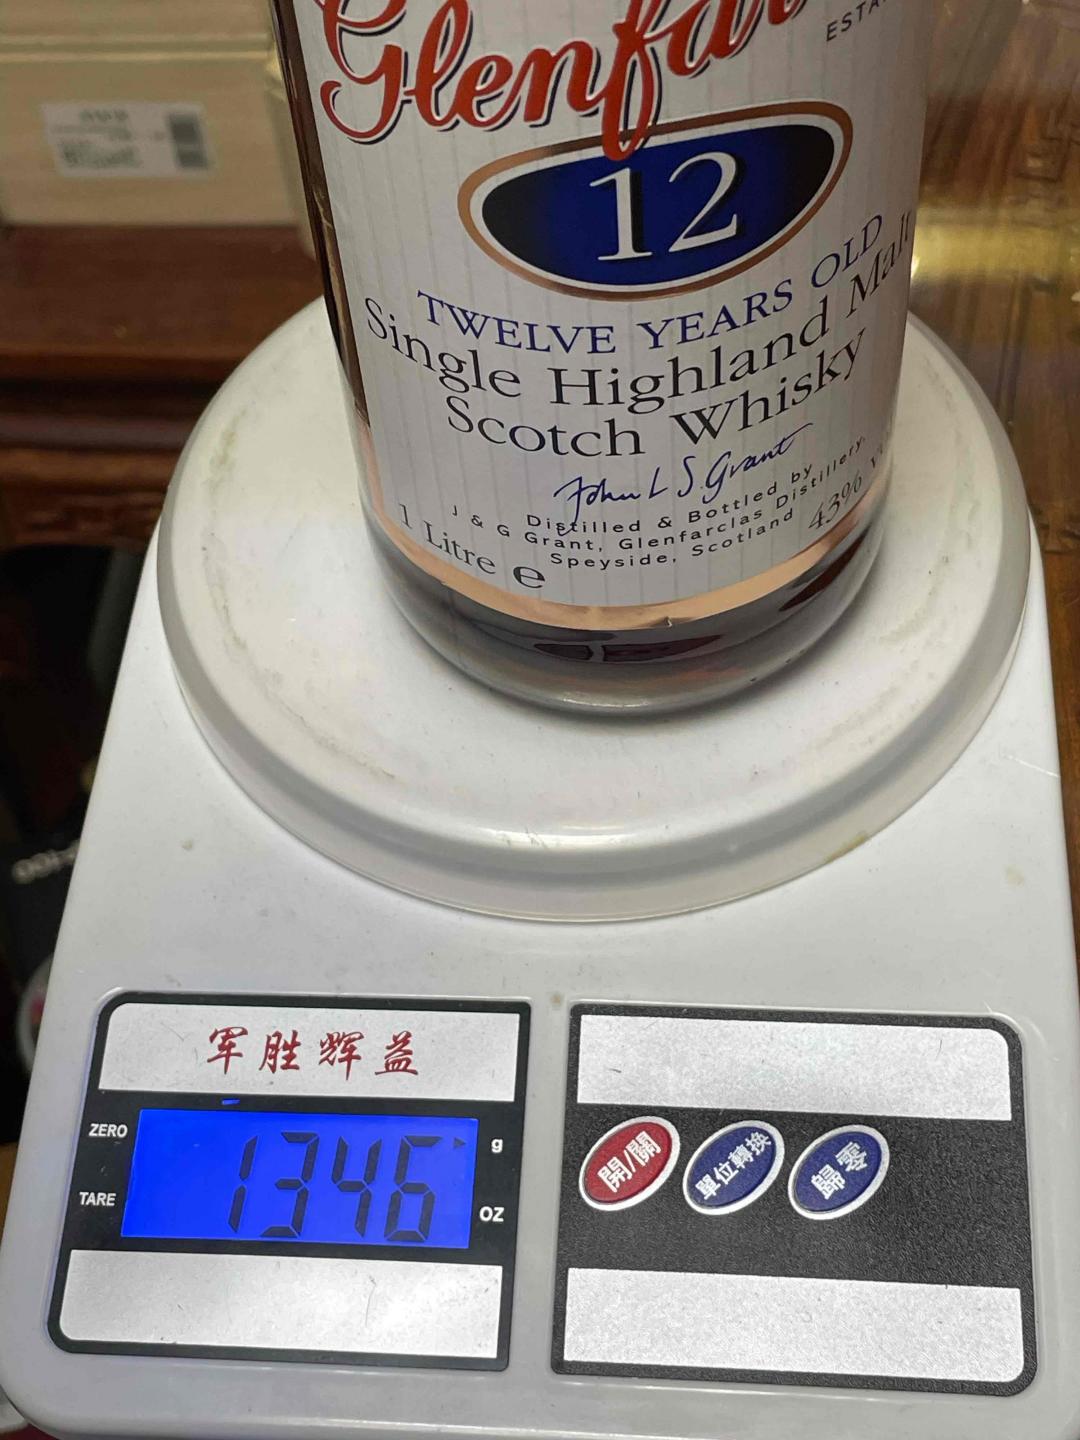 Glenfar
ESTA
12
TWELVE YEARS OLD
Single Highland Malt
Scotch Whisky
John L S. Grant
Distilled & Bottled by
J & G Grant, Glenfarclas Distillery,
Speyside, Scotland
1 Litre e
43%
军胜辉益
ZERO
TARE
1346
g
OZ
開/關
單位轉換
歸零